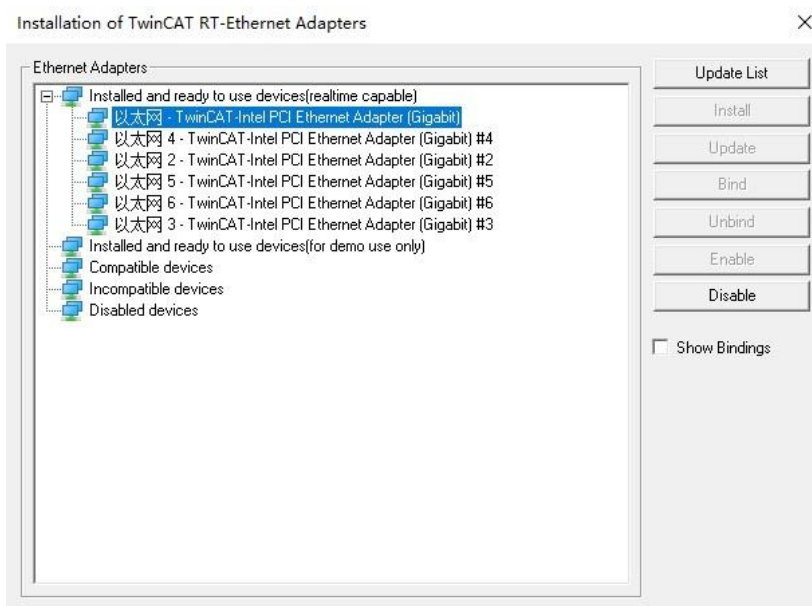 Installation of TwinCAT RT-Ethernet Adapters
Ethernet Adapters
Installed and ready to use devices(realtime capable)
以太网 - TwinCAT-Intel PCI Ethernet Adapter (Gigabit)
以太网 4 - TwinCAT-Intel PCI Ethernet Adapter (Gigabit) #4
以太网 2 - TwinCAT-Intel PCI Ethernet Adapter (Gigabit) #2
以太网 5 - TwinCAT-Intel PCI Ethernet Adapter (Gigabit) #5
以太网 6 - TwinCAT-Intel PCI Ethernet Adapter (Gigabit) #6
以太网 3 - TwinCAT-Intel PCI Ethernet Adapter (Gigabit) #3
Installed and ready to use devices(for demo use only)
Compatible devices
Incompatible devices
Disabled devices
Update List
Install
Update
Bind
Unbind
Enable
Disable
Show Bindings